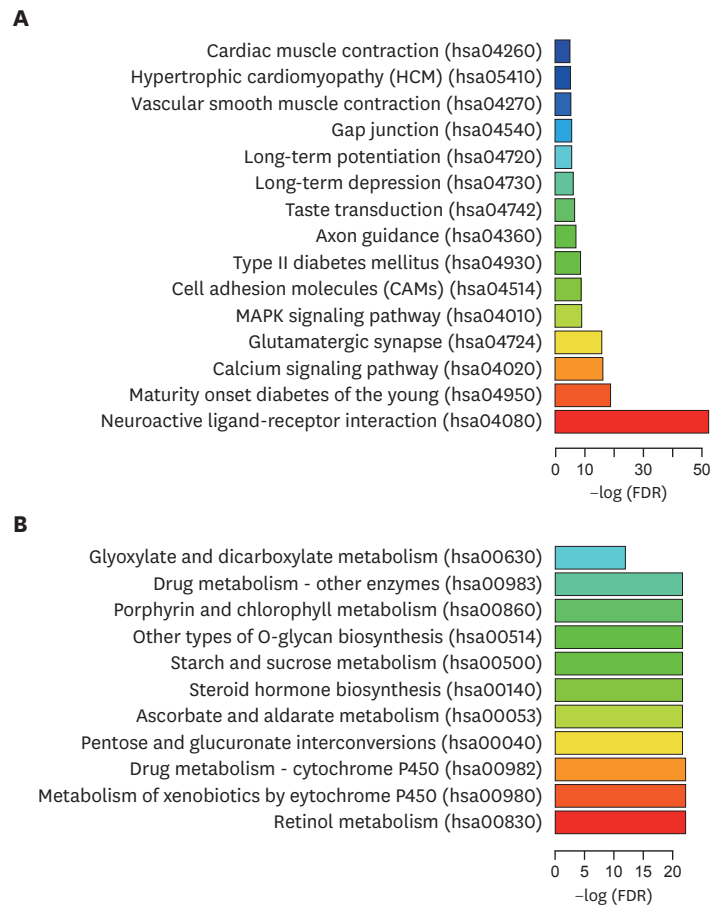 A
Cardiac muscle contraction (hsa04260)
Hypertrophic cardiomyopathy (HCM) (hsa05410)
Vascular smooth muscle contraction (hsa04270)
Gap junction (hsa04540)
Long-term potentiation (hsa04720)
Long-term depression (hsa04730)
Taste transduction (hsa04742)
Axon guidance (hsa04360)
Type II diabetes mellitus (hsa04930)
Cell adhesion molecules (CAMs) (hsa04514)
MAPK signaling pathway (hsa04010)
Glutamatergic synapse (hsa04724)
Calcium signaling pathway (hsa04020)
Maturity onset diabetes of the young (hsa04950)
Neuroactive ligand-receptor interaction (hsa04080)
0 10 30 50
–log (FDR)
B
Glyoxylate and dicarboxylate metabolism (hsa00630)
Drug metabolism - other enzymes (hsa00983)
Porphyrin and chlorophyll metabolism (hsa00860)
Other types of O-glycan biosynthesis (hsa00514)
Starch and sucrose metabolism (hsa00500)
Steroid hormone biosynthesis (hsa00140)
Ascorbate and aldarate metabolism (hsa00053)
Pentose and glucuronate interconversions (hsa00040)
Drug metabolism - cytochrome P450 (hsa00982)
Metabolism of xenobiotics by eytochrome P450 (hsa00980)
Retinol metabolism (hsa00830)
0 5 10 15 20
–log (FDR)